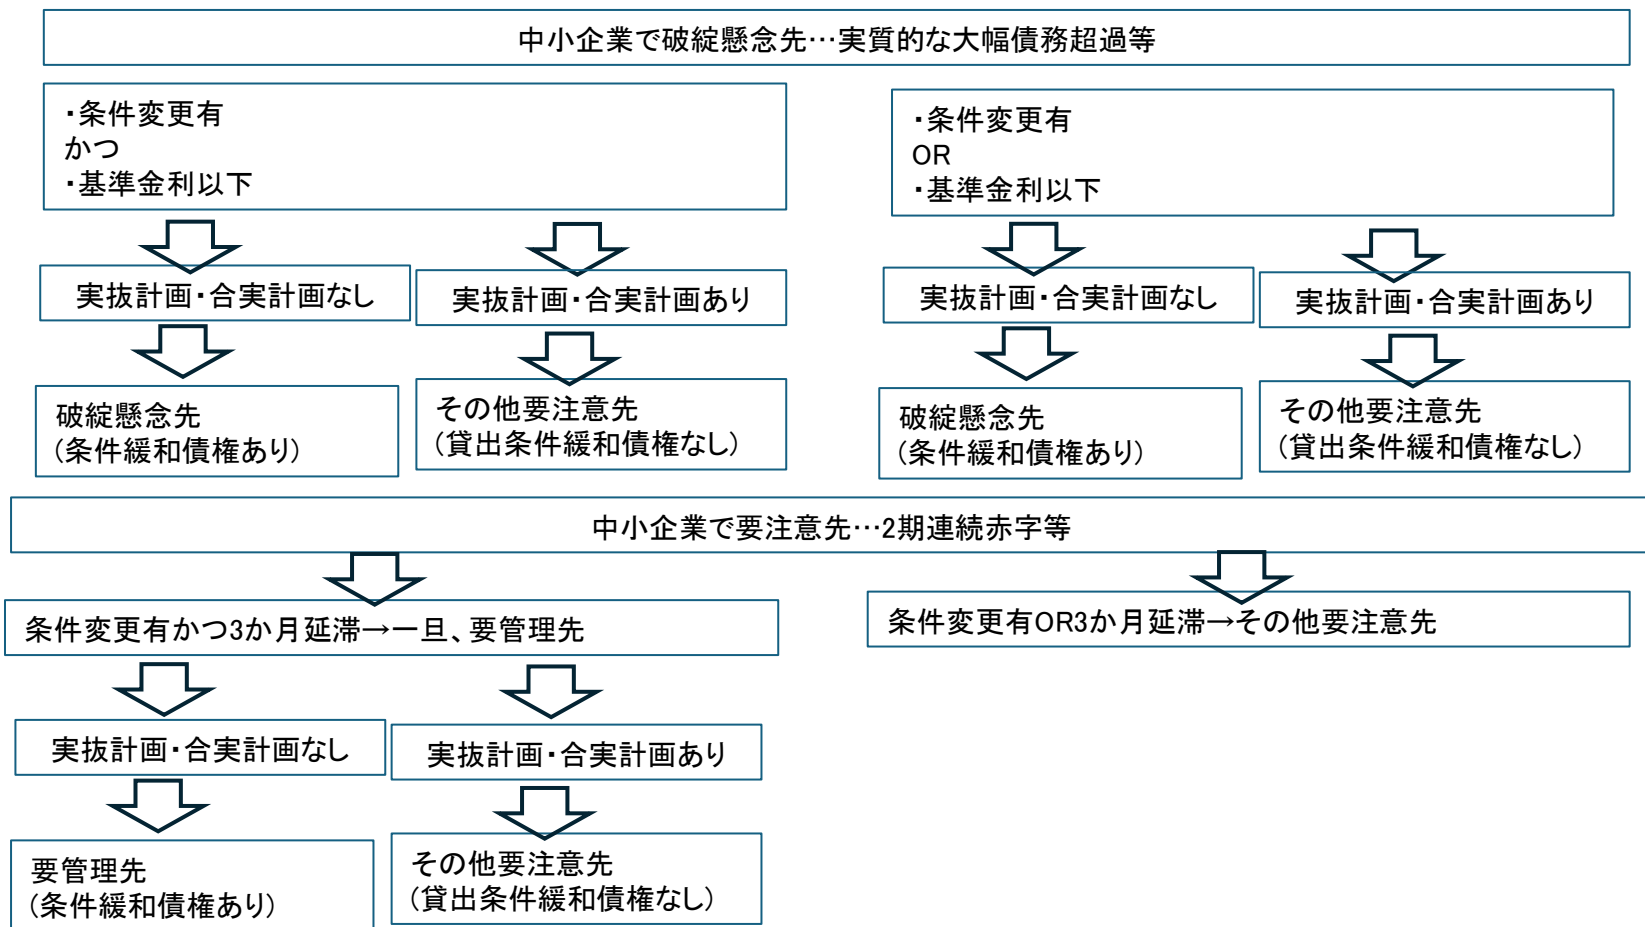 中小企業で破綻懸念先…実質的な大幅債務超過等
・条件変更有
かつ
・基準金利以下
・条件変更有
OR
・基準金利以下
実抜計画・合実計画なし
実抜計画・合実計画あり
実抜計画・合実計画なし
実抜計画・合実計画あり
破綻懸念先
(条件緩和債権あり)
その他要注意先
(貸出条件緩和債権なし)
破綻懸念先
(条件緩和債権あり)
その他要注意先
(貸出条件緩和債権なし)
中小企業で要注意先…2期連続赤字等
条件変更有かつ3か月延滞→一旦、要管理先
条件変更有OR3か月延滞→その他要注意先
実抜計画・合実計画なし
実抜計画・合実計画あり
要管理先
(条件緩和債権あり)
その他要注意先
(貸出条件緩和債権なし)